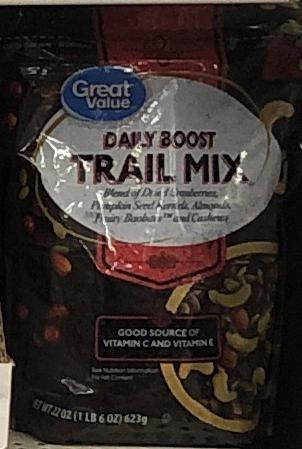 Great
Value
DAILY BOOST
TRAIL MIX
Blend of Dried Cranberries,
Pumpkin Seed Kernels, Almonds,
Fruity Baobab™ and Cashews
GOOD SOURCE OF
VITAMIN C AND VITAMIN E
See Nutrition Information
For Fat Content
NET WT 22 OZ (1 LB 6 OZ) 623g